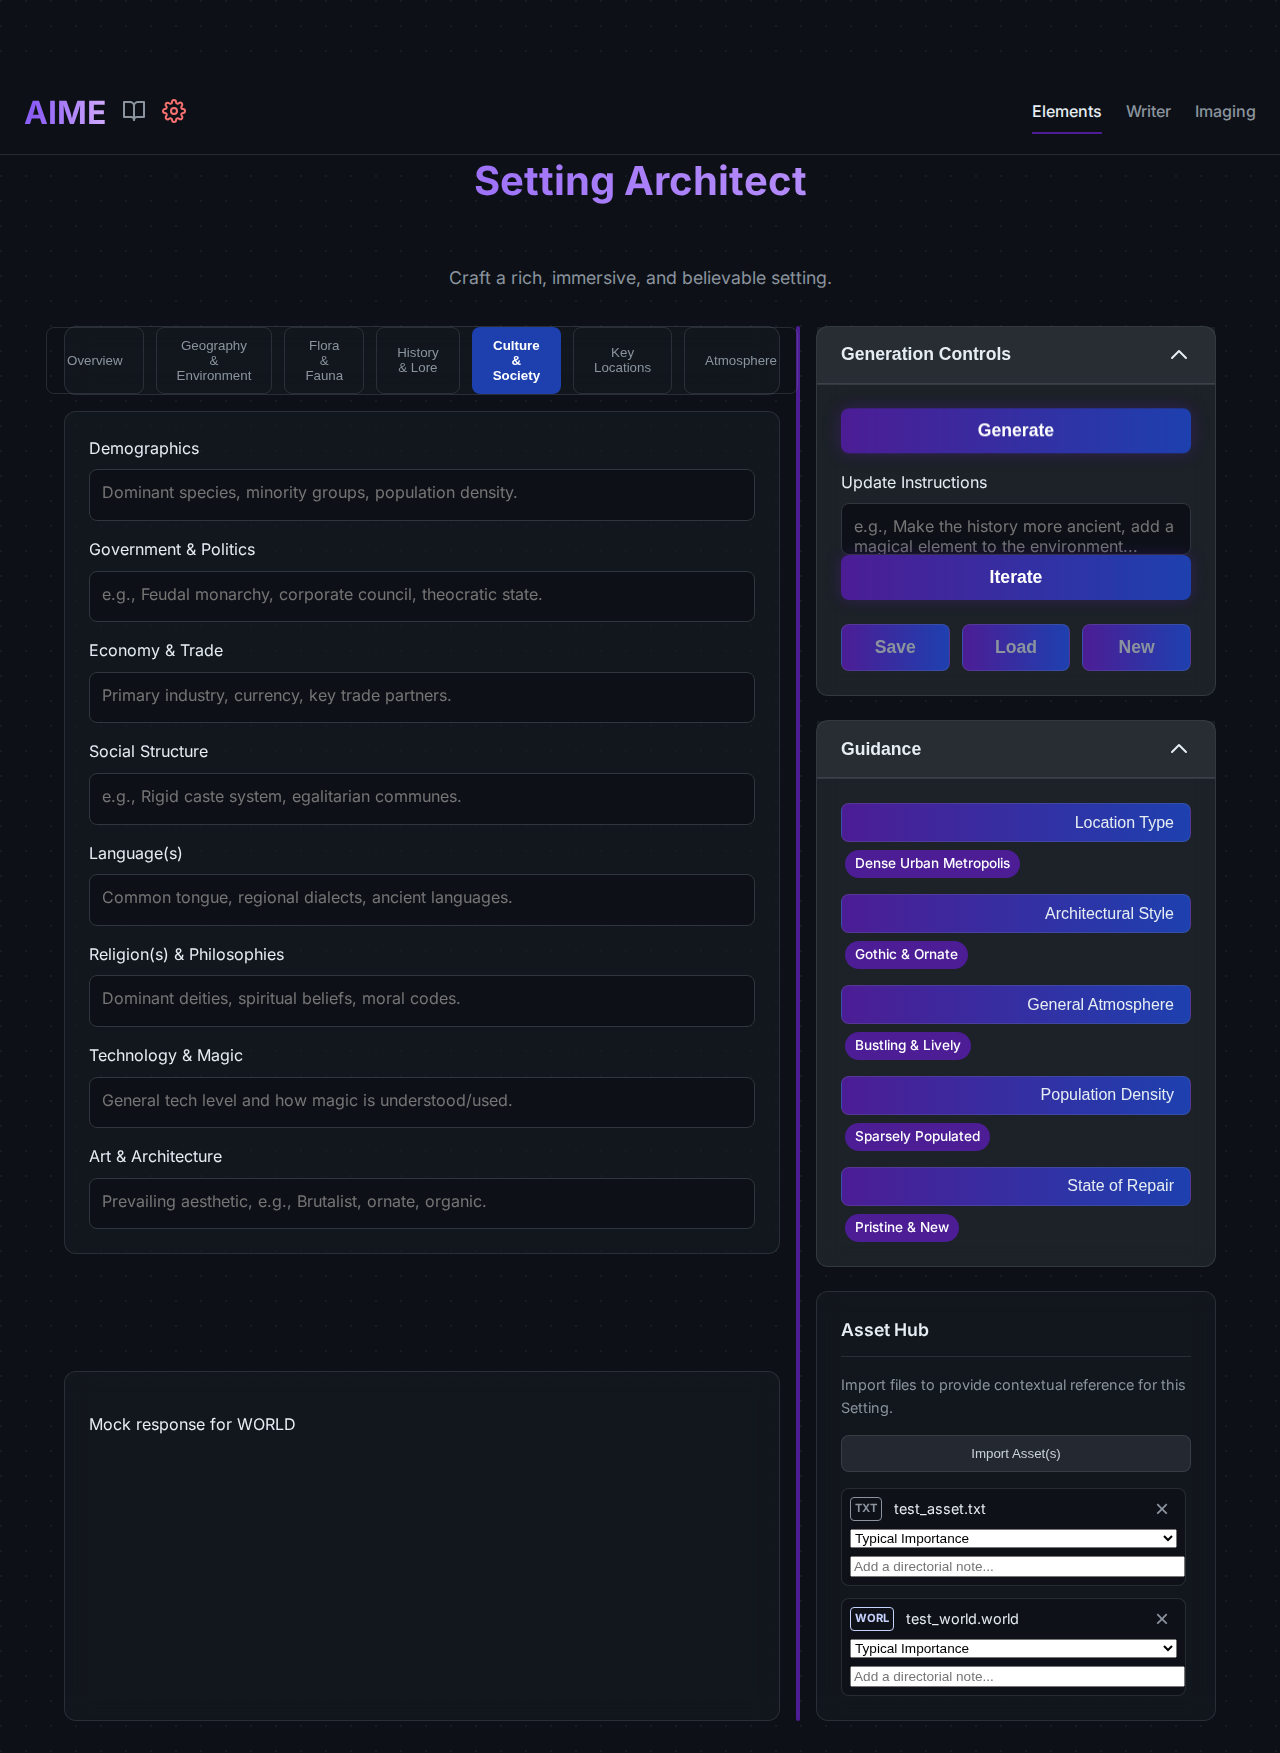 AIME
Elements Writer Imaging
Setting Architect
Craft a rich, immersive, and believable setting.
Overview
Geography
&
Environment
Flora
&
Fauna
History
& Lore
Culture
&
Society
Key
Locations
Atmosphere
Demographics
Dominant species, minority groups, population density.
Government & Politics
e.g., Feudal monarchy, corporate council, theocratic state.
Economy & Trade
Primary industry, currency, key trade partners.
Social Structure
e.g., Rigid caste system, egalitarian communes.
Language(s)
Common tongue, regional dialects, ancient languages.
Religion(s) & Philosophies
Dominant deities, spiritual beliefs, moral codes.
Technology & Magic
General tech level and how magic is understood/used.
Art & Architecture
Prevailing aesthetic, e.g., Brutalist, ornate, organic.
Mock response for WORLD
Generation Controls
Generate
Update Instructions
e.g., Make the history more ancient, add a
magical element to the environment...
Iterate
Save Load New
Guidance
Location Type
Dense Urban Metropolis
Architectural Style
Gothic & Ornate
General Atmosphere
Bustling & Lively
Population Density
Sparsely Populated
State of Repair
Pristine & New
Asset Hub
Import files to provide contextual reference for this
Setting.
Import Asset(s)
TXT test_asset.txt
Typical Importance
Add a directorial note...
WORL test_world.world
Typical Importance
Add a directorial note...